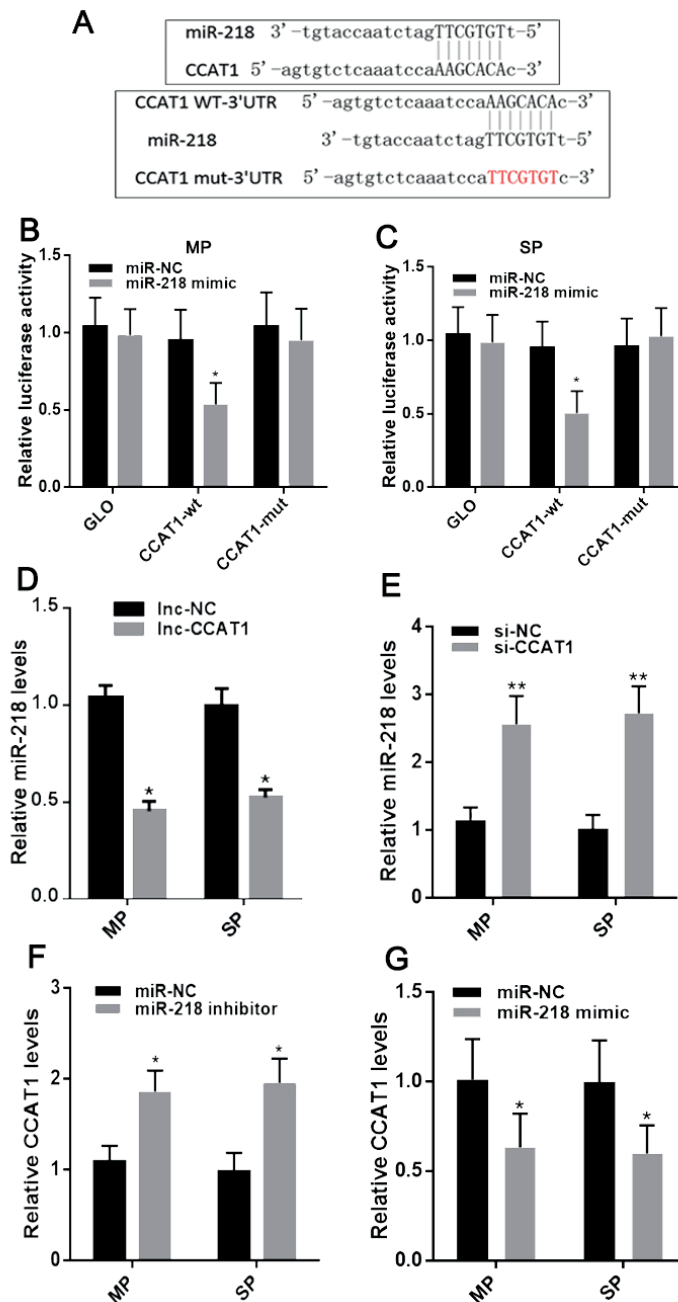 A
miR-218 3'-tgtaccaatctagTTCGTGTt-5'
CCAT1 5'-agtgtctcaaatccaAAGCACAc-3'
CCAT1 WT-3'UTR 5'-agtgtctcaaatccaAAGCACAc-3'
miR-218 3'-tgtaccaatctagTTCGTGTt-5'
CCAT1 mut-3'UTR 5'-agtgtctcaaatccaTTCGTGTc-3'
B
MP
miR-NC
miR-218 mimic
Relative luciferase activity
1.5
1.0
0.5
0.0
*
GLO
CCAT1-wt
CCAT1-mut
C
SP
miR-NC
miR-218 mimic
Relative luciferase activity
1.5
1.0
0.5
0.0
*
GLO
CCAT1-wt
CCAT1-mut
D
lnc-NC
lnc-CCAT1
Relative miR-218 levels
1.5
1.0
0.5
0.0
*
*
MP
SP
E
si-NC
si-CCAT1
Relative miR-218 levels
4
3
2
1
0
**
**
MP
SP
F
miR-NC
miR-218 inhibitor
Relative CCAT1 levels
3
2
1
0
*
*
MP
SP
G
miR-NC
miR-218 mimic
Relative CCAT1 levels
1.5
1.0
0.5
0.0
*
*
MP
SP